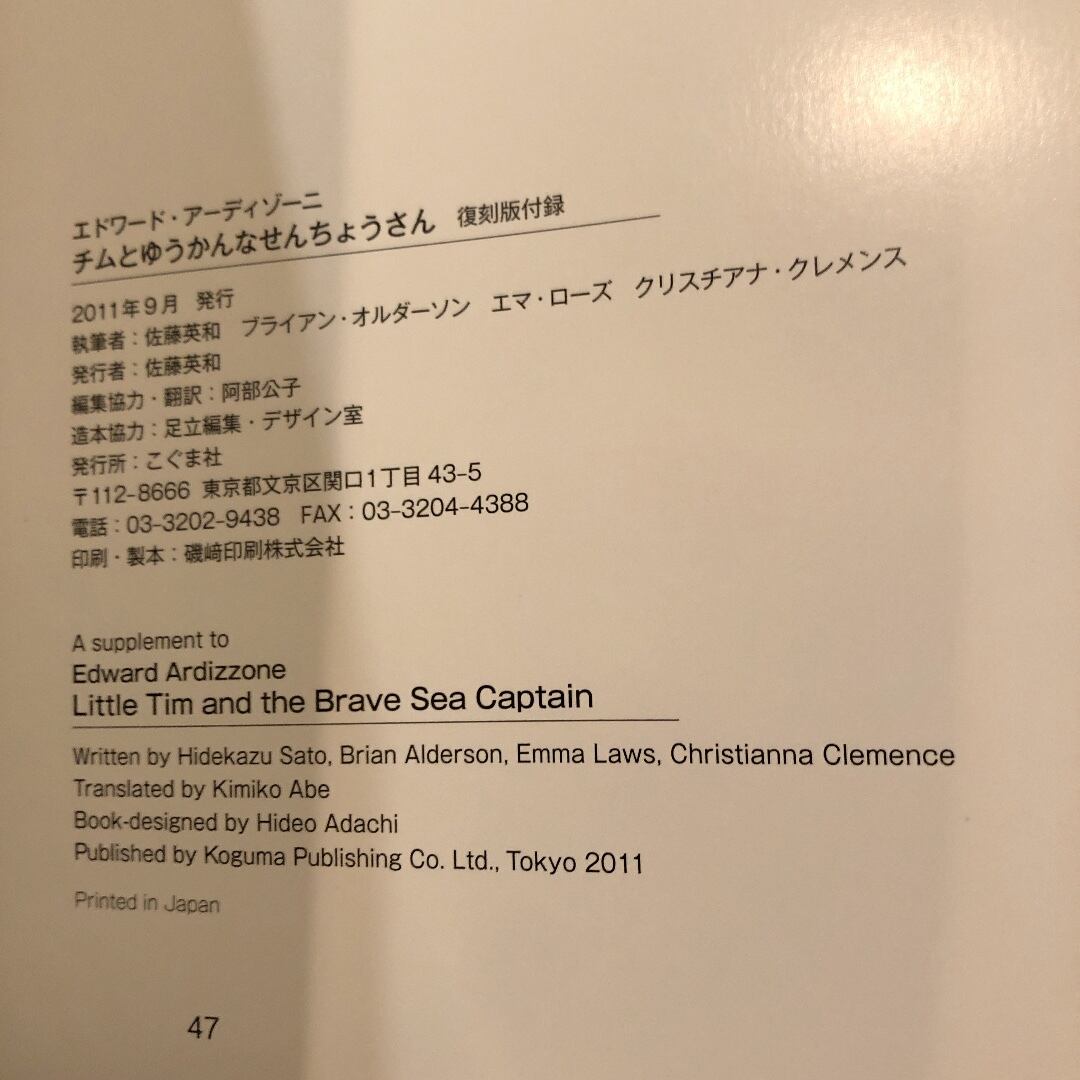 エドワード・アーディゾーニ
チムとゆうかんなせんちょうさん 復刻版付録
2011年9月 発行
執筆者：佐藤英和 ブライアン・オルダーソン エマ・ローズ クリスチアナ・クレメンス
発行者：佐藤英和
編集協力・翻訳：阿部公子
造本協力：足立編集・デザイン室
発行所：こぐま社
〒112-8666 東京都文京区関口1丁目43-5
電話：03-3202-9438 FAX：03-3204-4388
印刷・製本：磯﨑印刷株式会社
A supplement to
Edward Ardizzone
Little Tim and the Brave Sea Captain
Written by Hidekazu Sato, Brian Alderson, Emma Laws, Christianna Clemence
Translated by Kimiko Abe
Book-designed by Hideo Adachi
Published by Koguma Publishing Co. Ltd., Tokyo 2011
Printed in Japan
47